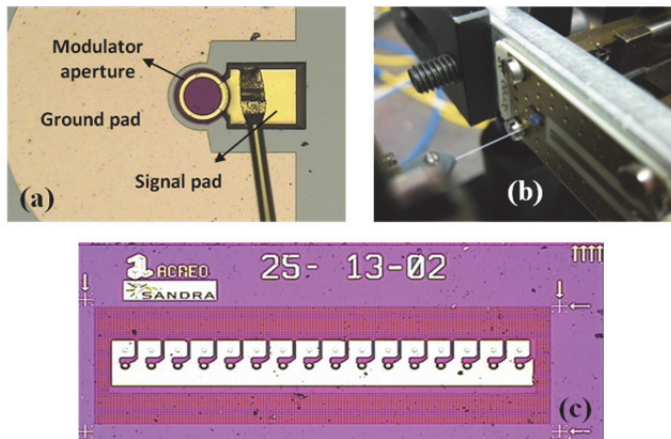 Modulator
aperture
Ground pad
Signal pad
(a)
(b)
ACREO
25- 13-02
SANDRA
(c)